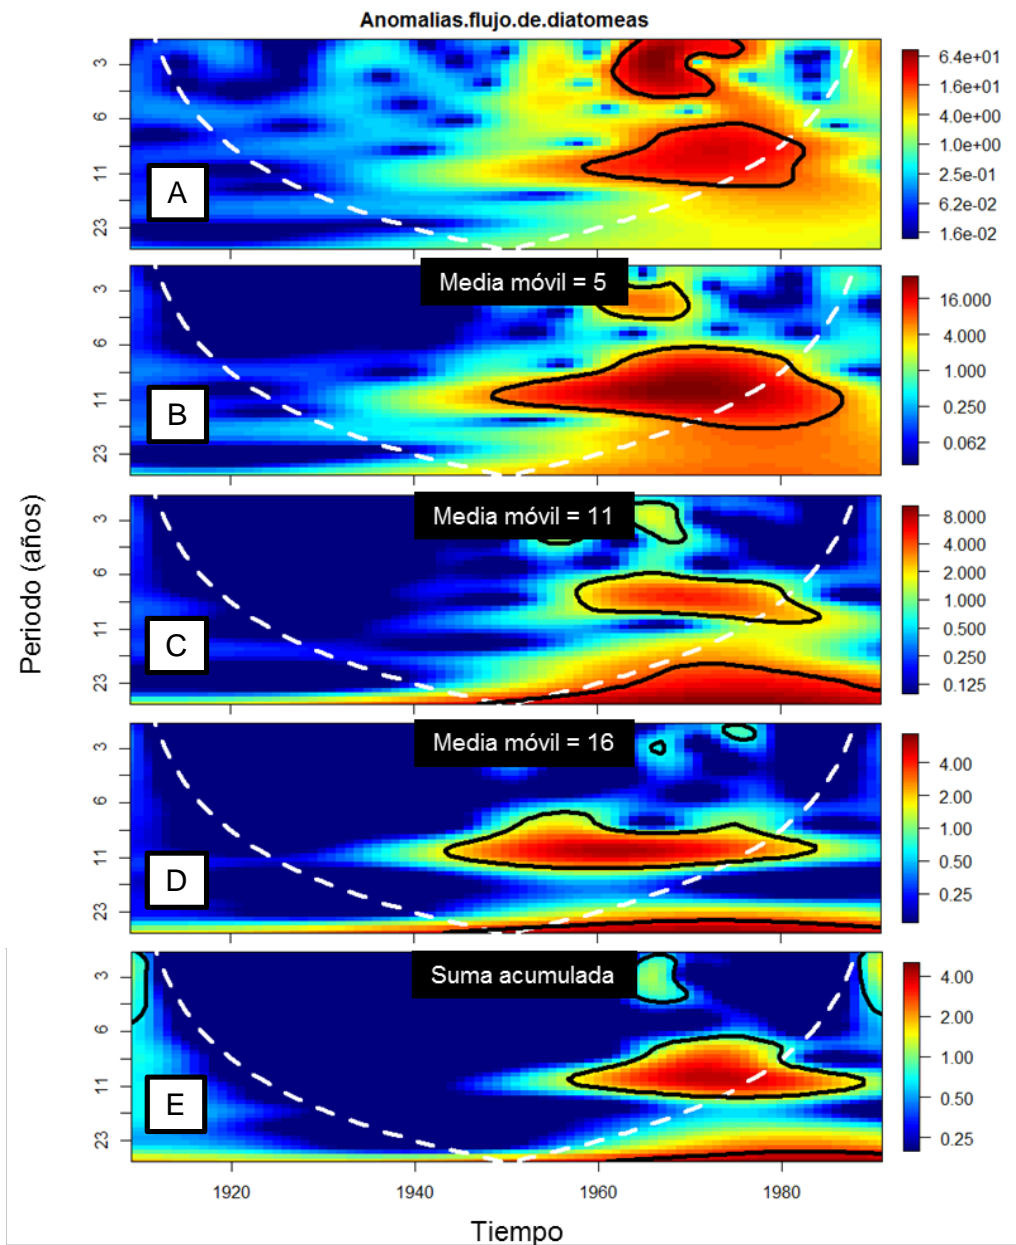 Anomalias.flujo.de.diatomeas
3
6
11
23
A
6.4e+01
1.6e+01
4.0e+00
1.0e+00
2.5e-01
6.2e-02
1.6e-02
Media móvil = 5
3
6
11
23
B
16.000
4.000
1.000
0.250
0.062
Periodo (años)
Media móvil = 11
3
6
11
23
C
8.000
4.000
2.000
1.000
0.500
0.250
0.125
Media móvil = 16
3
6
11
23
D
4.00
2.00
1.00
0.50
0.25
Suma acumulada
3
6
11
23
E
4.00
2.00
1.00
0.50
0.25
1920 1940 1960 1980
Tiempo